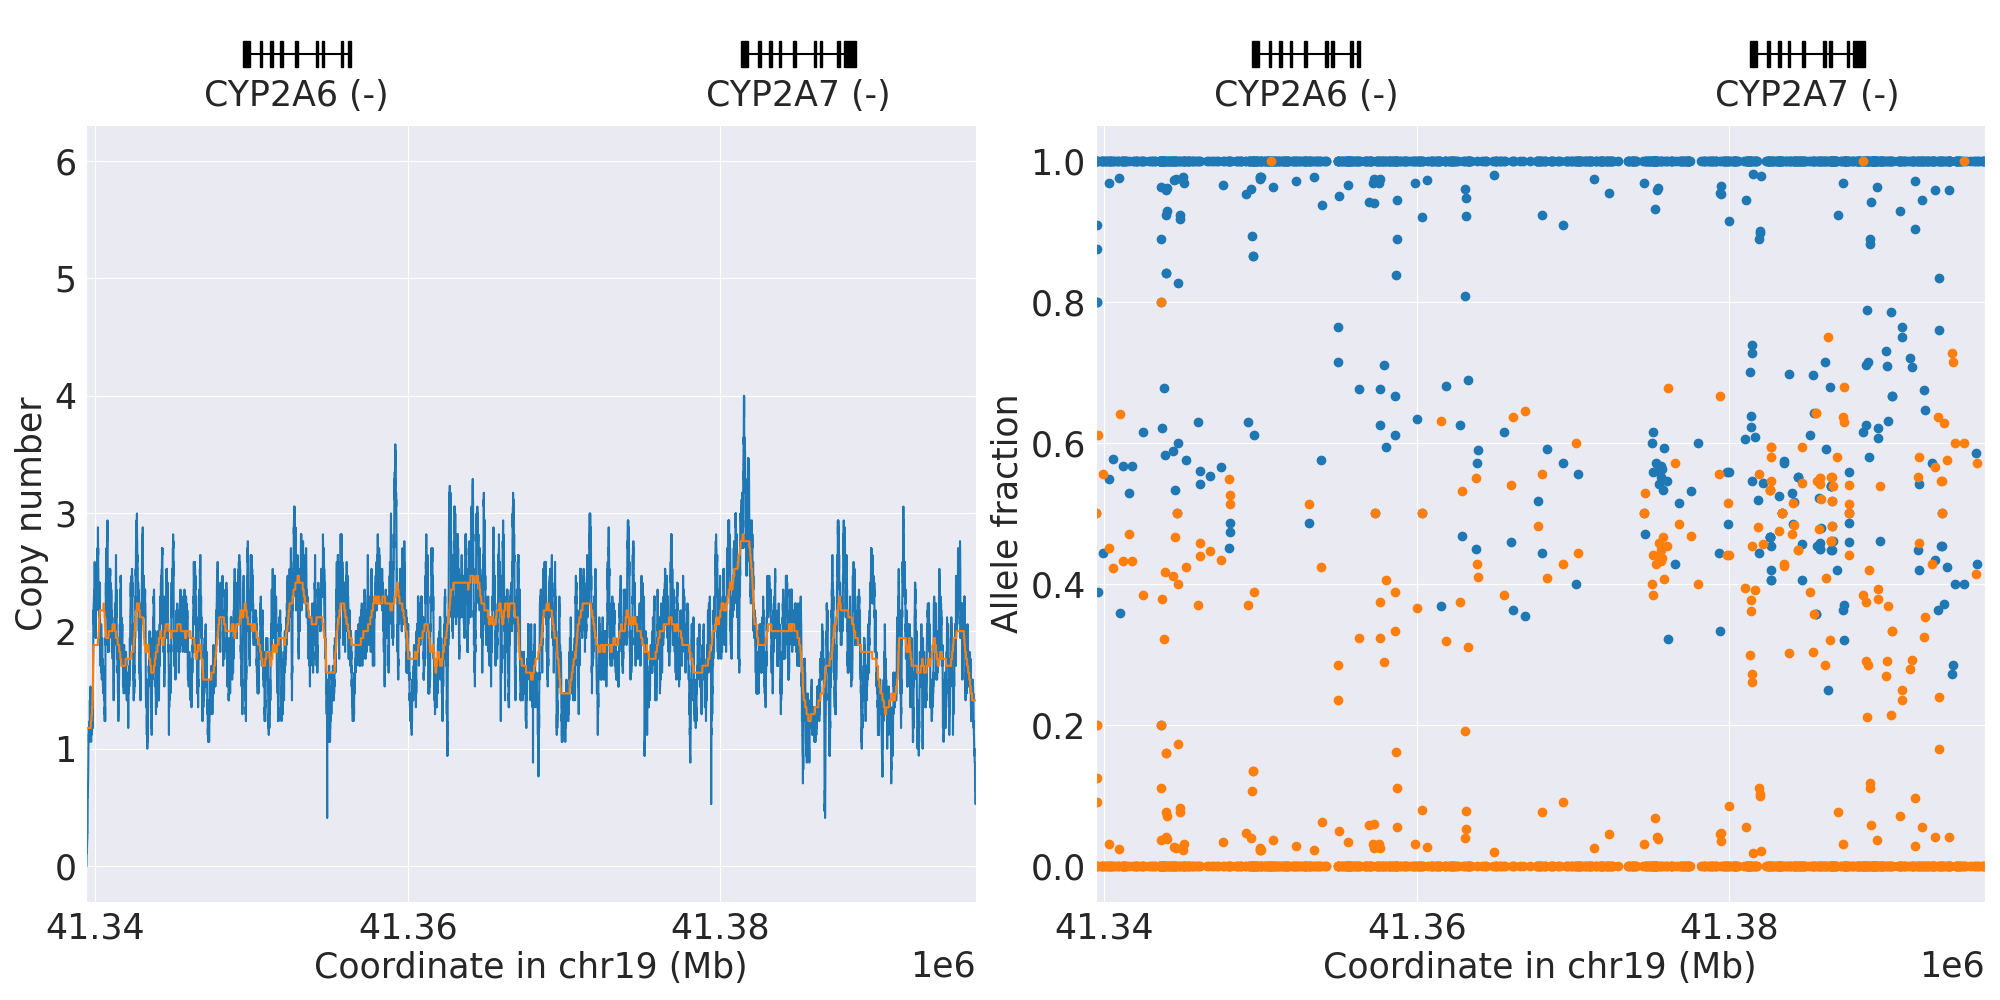 CYP2A6 (-)
CYP2A7 (-)
6
5
4
3
2
1
0
Copy number
41.34
41.36
41.38
Coordinate in chr19 (Mb)
1e6
CYP2A6 (-)
CYP2A7 (-)
1.0
0.8
0.6
0.4
0.2
0.0
Allele fraction
41.34
41.36
41.38
Coordinate in chr19 (Mb)
1e6